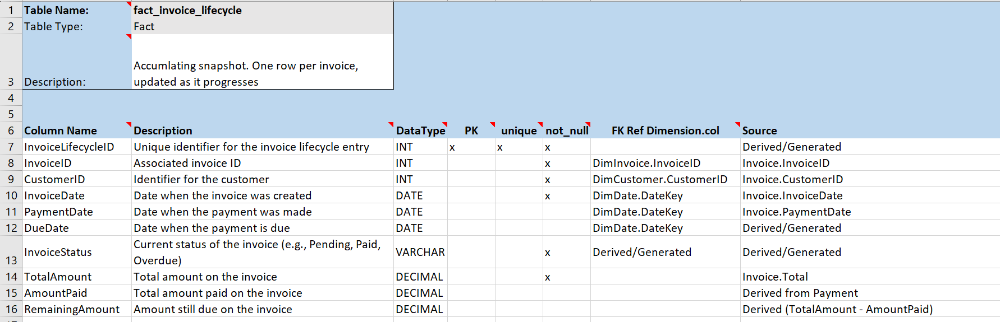 1 Table Name: fact_invoice_lifecycle
2 Table Type: Fact
Accumlating snapshot. One row per invoice,
3 Description: updated as it progresses
4
5
6 Column Name Description DataType PK unique not_null FK Ref Dimension.col Source
7 InvoiceLifecycleID Unique identifier for the invoice lifecycle entry INT x x x Derived/Generated
8 InvoiceID Associated invoice ID INT x DimInvoice.InvoiceID Invoice.InvoiceID
9 CustomerID Identifier for the customer INT x DimCustomer.CustomerID Invoice.CustomerID
10 InvoiceDate Date when the invoice was created DATE x DimDate.DateKey Invoice.InvoiceDate
11 PaymentDate Date when the payment was made DATE DimDate.DateKey Invoice.PaymentDate
12 DueDate Date when the payment is due DATE DimDate.DateKey Derived/Generated
Current status of the invoice (e.g., Pending, Paid,
13 InvoiceStatus Overdue) VARCHAR x Derived/Generated Derived/Generated
14 TotalAmount Total amount on the invoice DECIMAL x Invoice.Total
15 AmountPaid Total amount paid on the invoice DECIMAL Derived from Payment
16 RemainingAmount Amount still due on the invoice DECIMAL Derived (TotalAmount - AmountPaid)